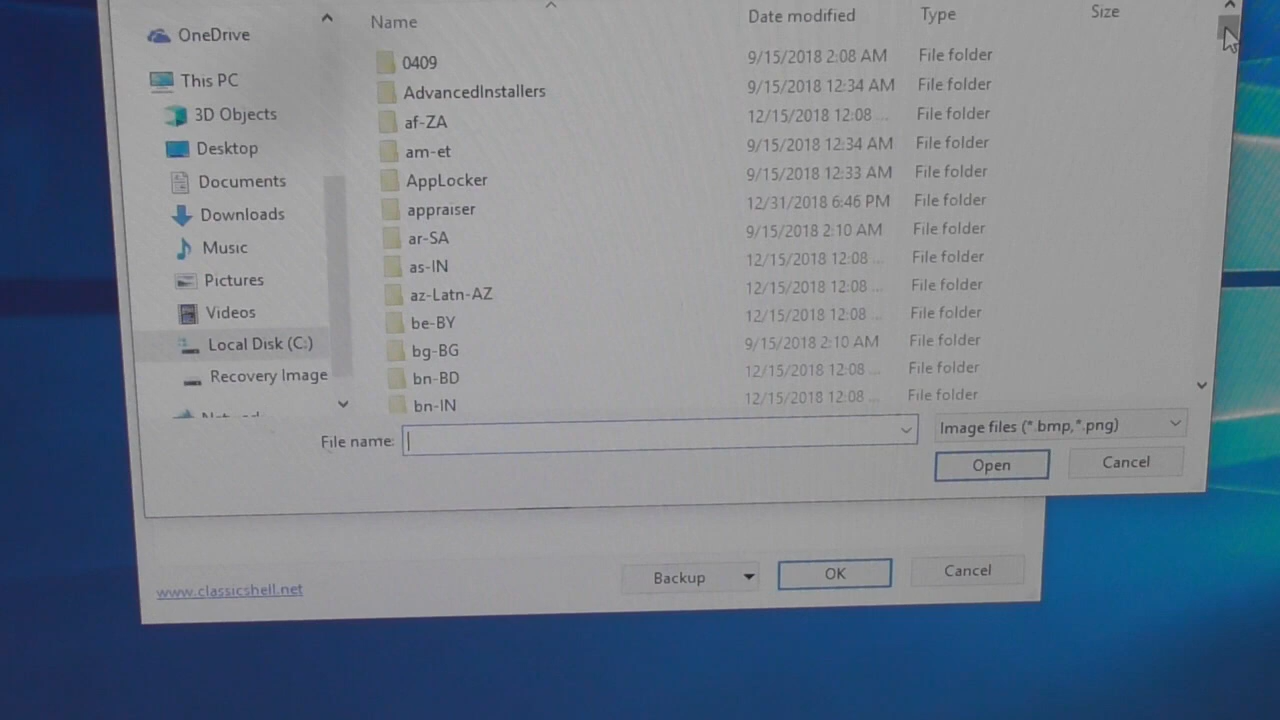 Name Date modified Type Size
OneDrive
This PC
3D Objects
Desktop
Documents
Downloads
Music
Pictures
Videos
Local Disk (C:)
Recovery Image
0409 9/15/2018 2:08 AM File folder
AdvancedInstallers 9/15/2018 12:34 AM File folder
af-ZA 12/15/2018 12:08 ... File folder
am-et 9/15/2018 12:34 AM File folder
AppLocker 9/15/2018 12:33 AM File folder
appraiser 12/31/2018 6:46 PM File folder
ar-SA 9/15/2018 2:10 AM File folder
as-IN 12/15/2018 12:08 ... File folder
az-Latn-AZ 12/15/2018 12:08 ... File folder
be-BY 12/15/2018 12:08 ... File folder
bg-BG 9/15/2018 2:10 AM File folder
bn-BD 12/15/2018 12:08 ... File folder
bn-IN 12/15/2018 12:08 ... File folder
File name: Image files (*.bmp,*.png)
Open Cancel
www.classicshell.net Backup OK Cancel